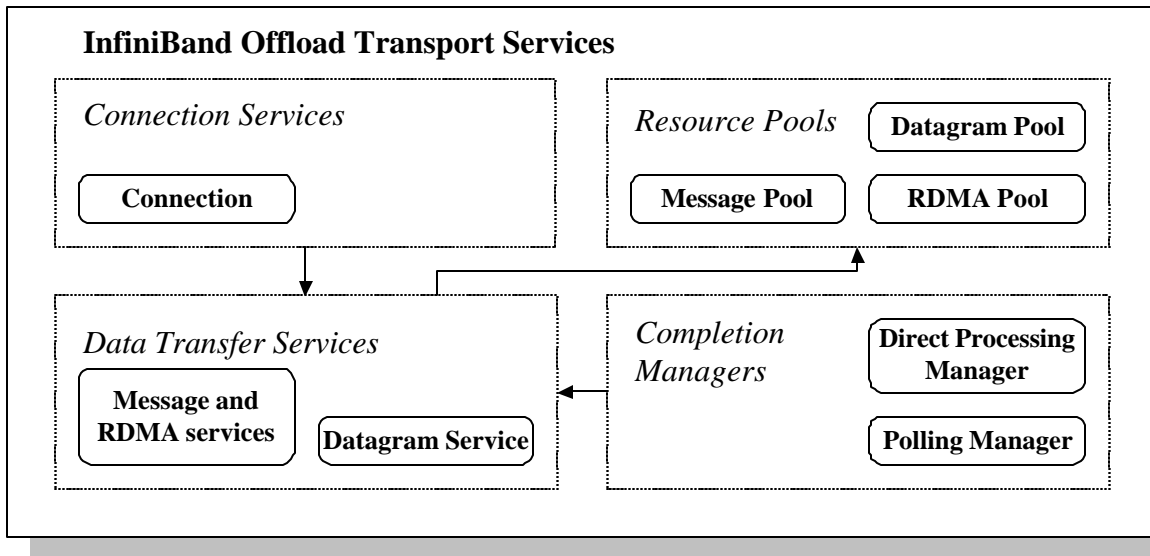 InfiniBand Offload Transport Services
Connection Services
Connection
Resource Pools
Datagram Pool
Message Pool
RDMA Pool
Data Transfer Services
Message and
RDMA services
Datagram Service
Completion
Managers
Direct Processing
Manager
Polling Manager